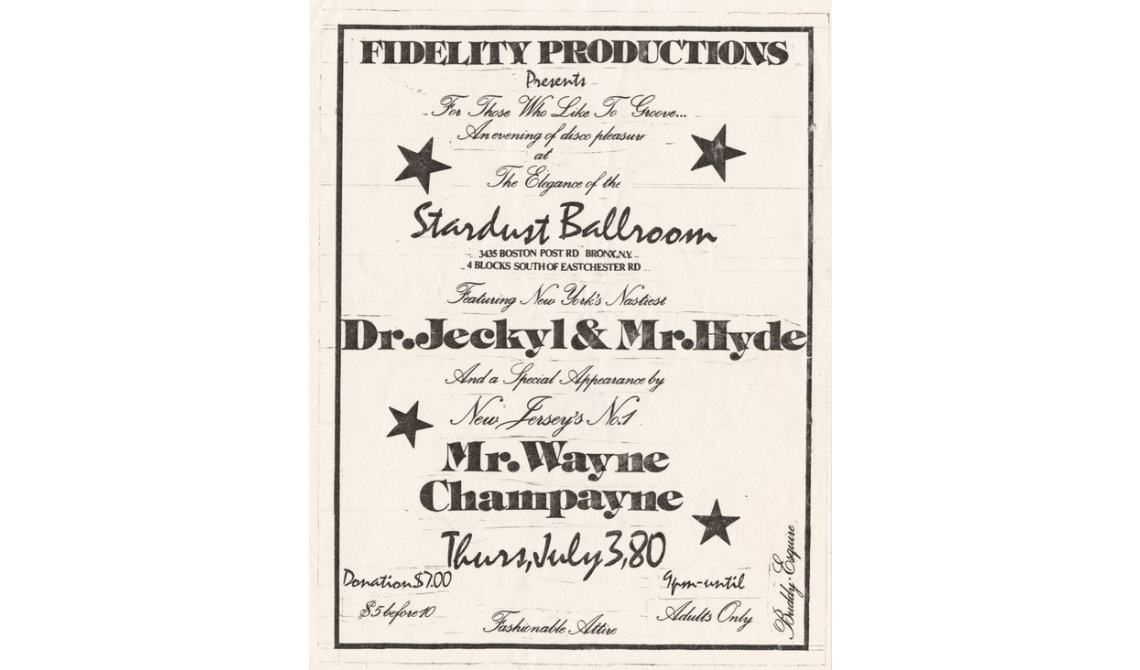 FIDELITY PRODUCTIONS
Presents
For Those Who Like To Groove...
An evening of disco pleasure
at
The Elegance of the
Stardust Ballroom
3435 BOSTON POST RD BRONX,N.Y.
4 BLOCKS SOUTH OF EASTCHESTER RD
Featuring New York's Nastiest
Dr.Jeckyl & Mr.Hyde
And a Special Appearance by
New Jersey's No.1
Mr.Wayne
Champayne
Thurs,July 3,80
Donation $7.00
$5 before 10
9pm-until
Adults Only
Fashionable Attire
Buddy Esquire